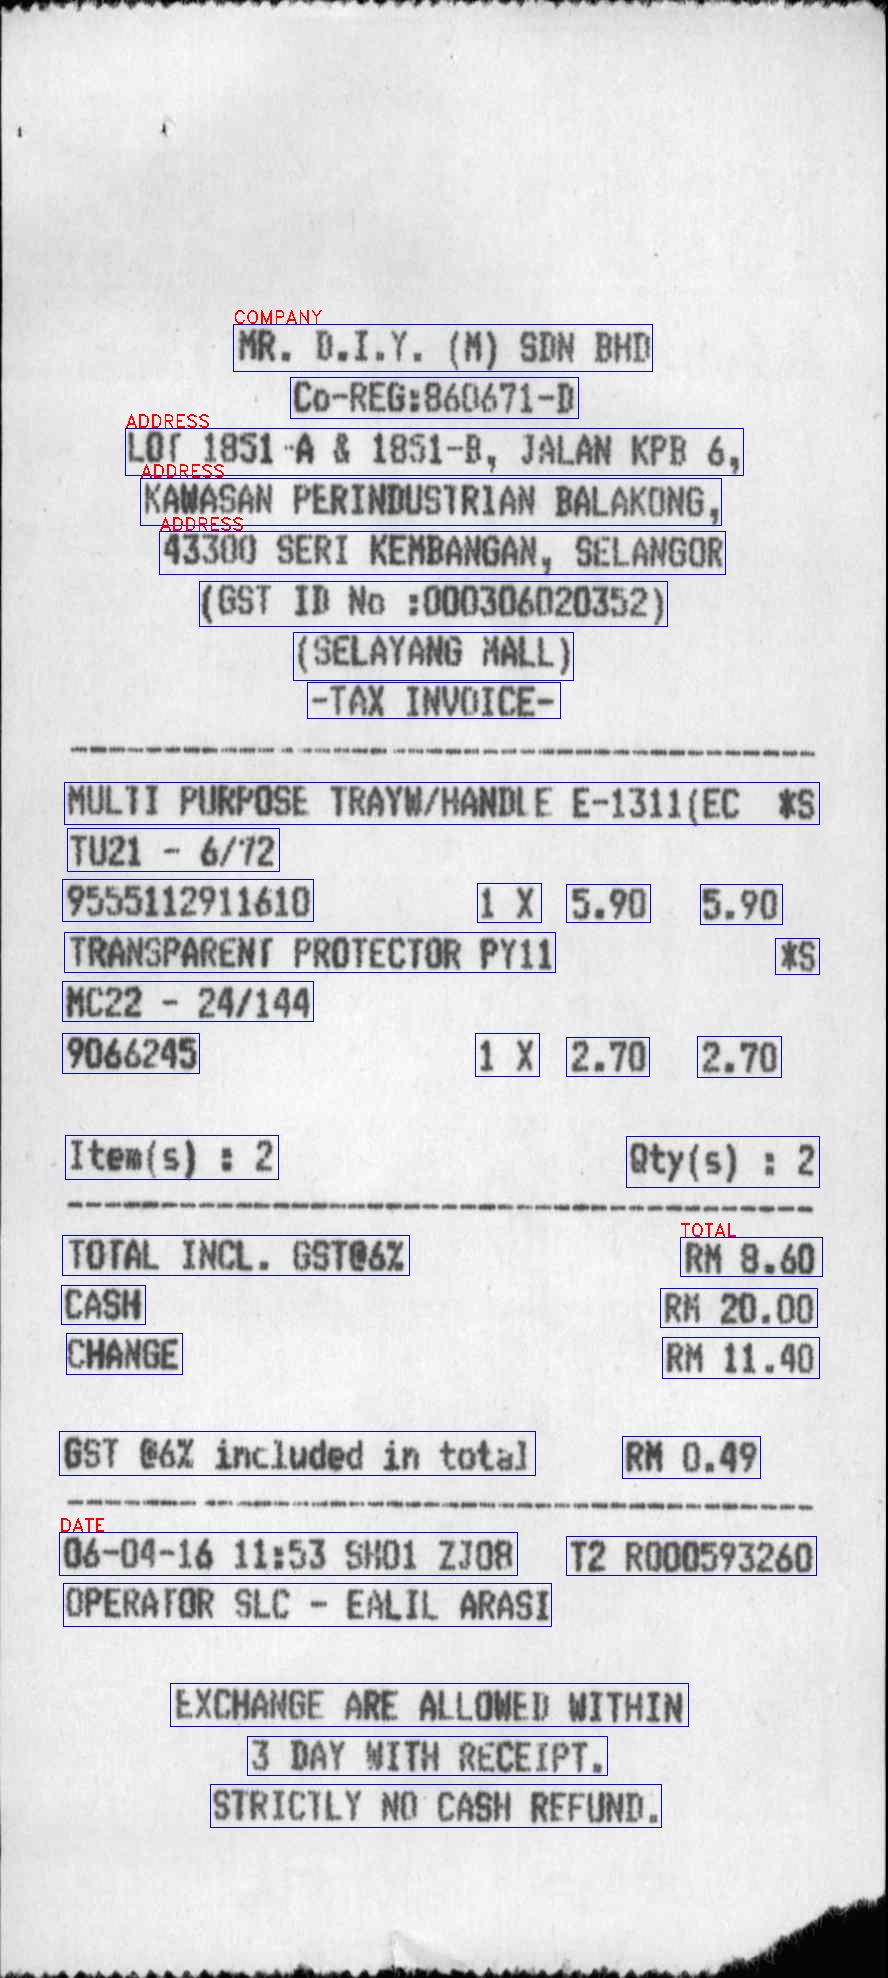 COMPANY
MR. D.I.Y. (M) SDN BHD
Co-REG:860671-D
ADDRESS
LOT 1851-A & 1851-B, JALAN KPB 6,
ADDRESS
KAWASAN PERINDUSTRIAN BALAKONG,
ADDRESS
43300 SERI KEMBANGAN, SELANGOR
(GST ID No :000306020352)
(SELAYANG MALL)
-TAX INVOICE-
MULTI PURPOSE TRAYW/HANDLE E-1311(EC *S
TU21 - 6/72
9555112911610 1 X 5.90 5.90
TRANSPARENT PROTECTOR PY11 *S
MC22 - 24/144
9066245 1 X 2.70 2.70
Item(s) : 2 Qty(s) : 2
TOTAL
TOTAL INCL. GST@6% RM 8.60
CASH RM 20.00
CHANGE RM 11.40
GST @6% included in total RM 0.49
DATE
06-04-16 11:53 SH01 ZJ08 T2 R000593260
OPERATOR SLC - EALIL ARASI
EXCHANGE ARE ALLOWED WITHIN
3 DAY WITH RECEIPT.
STRICTLY NO CASH REFUND.